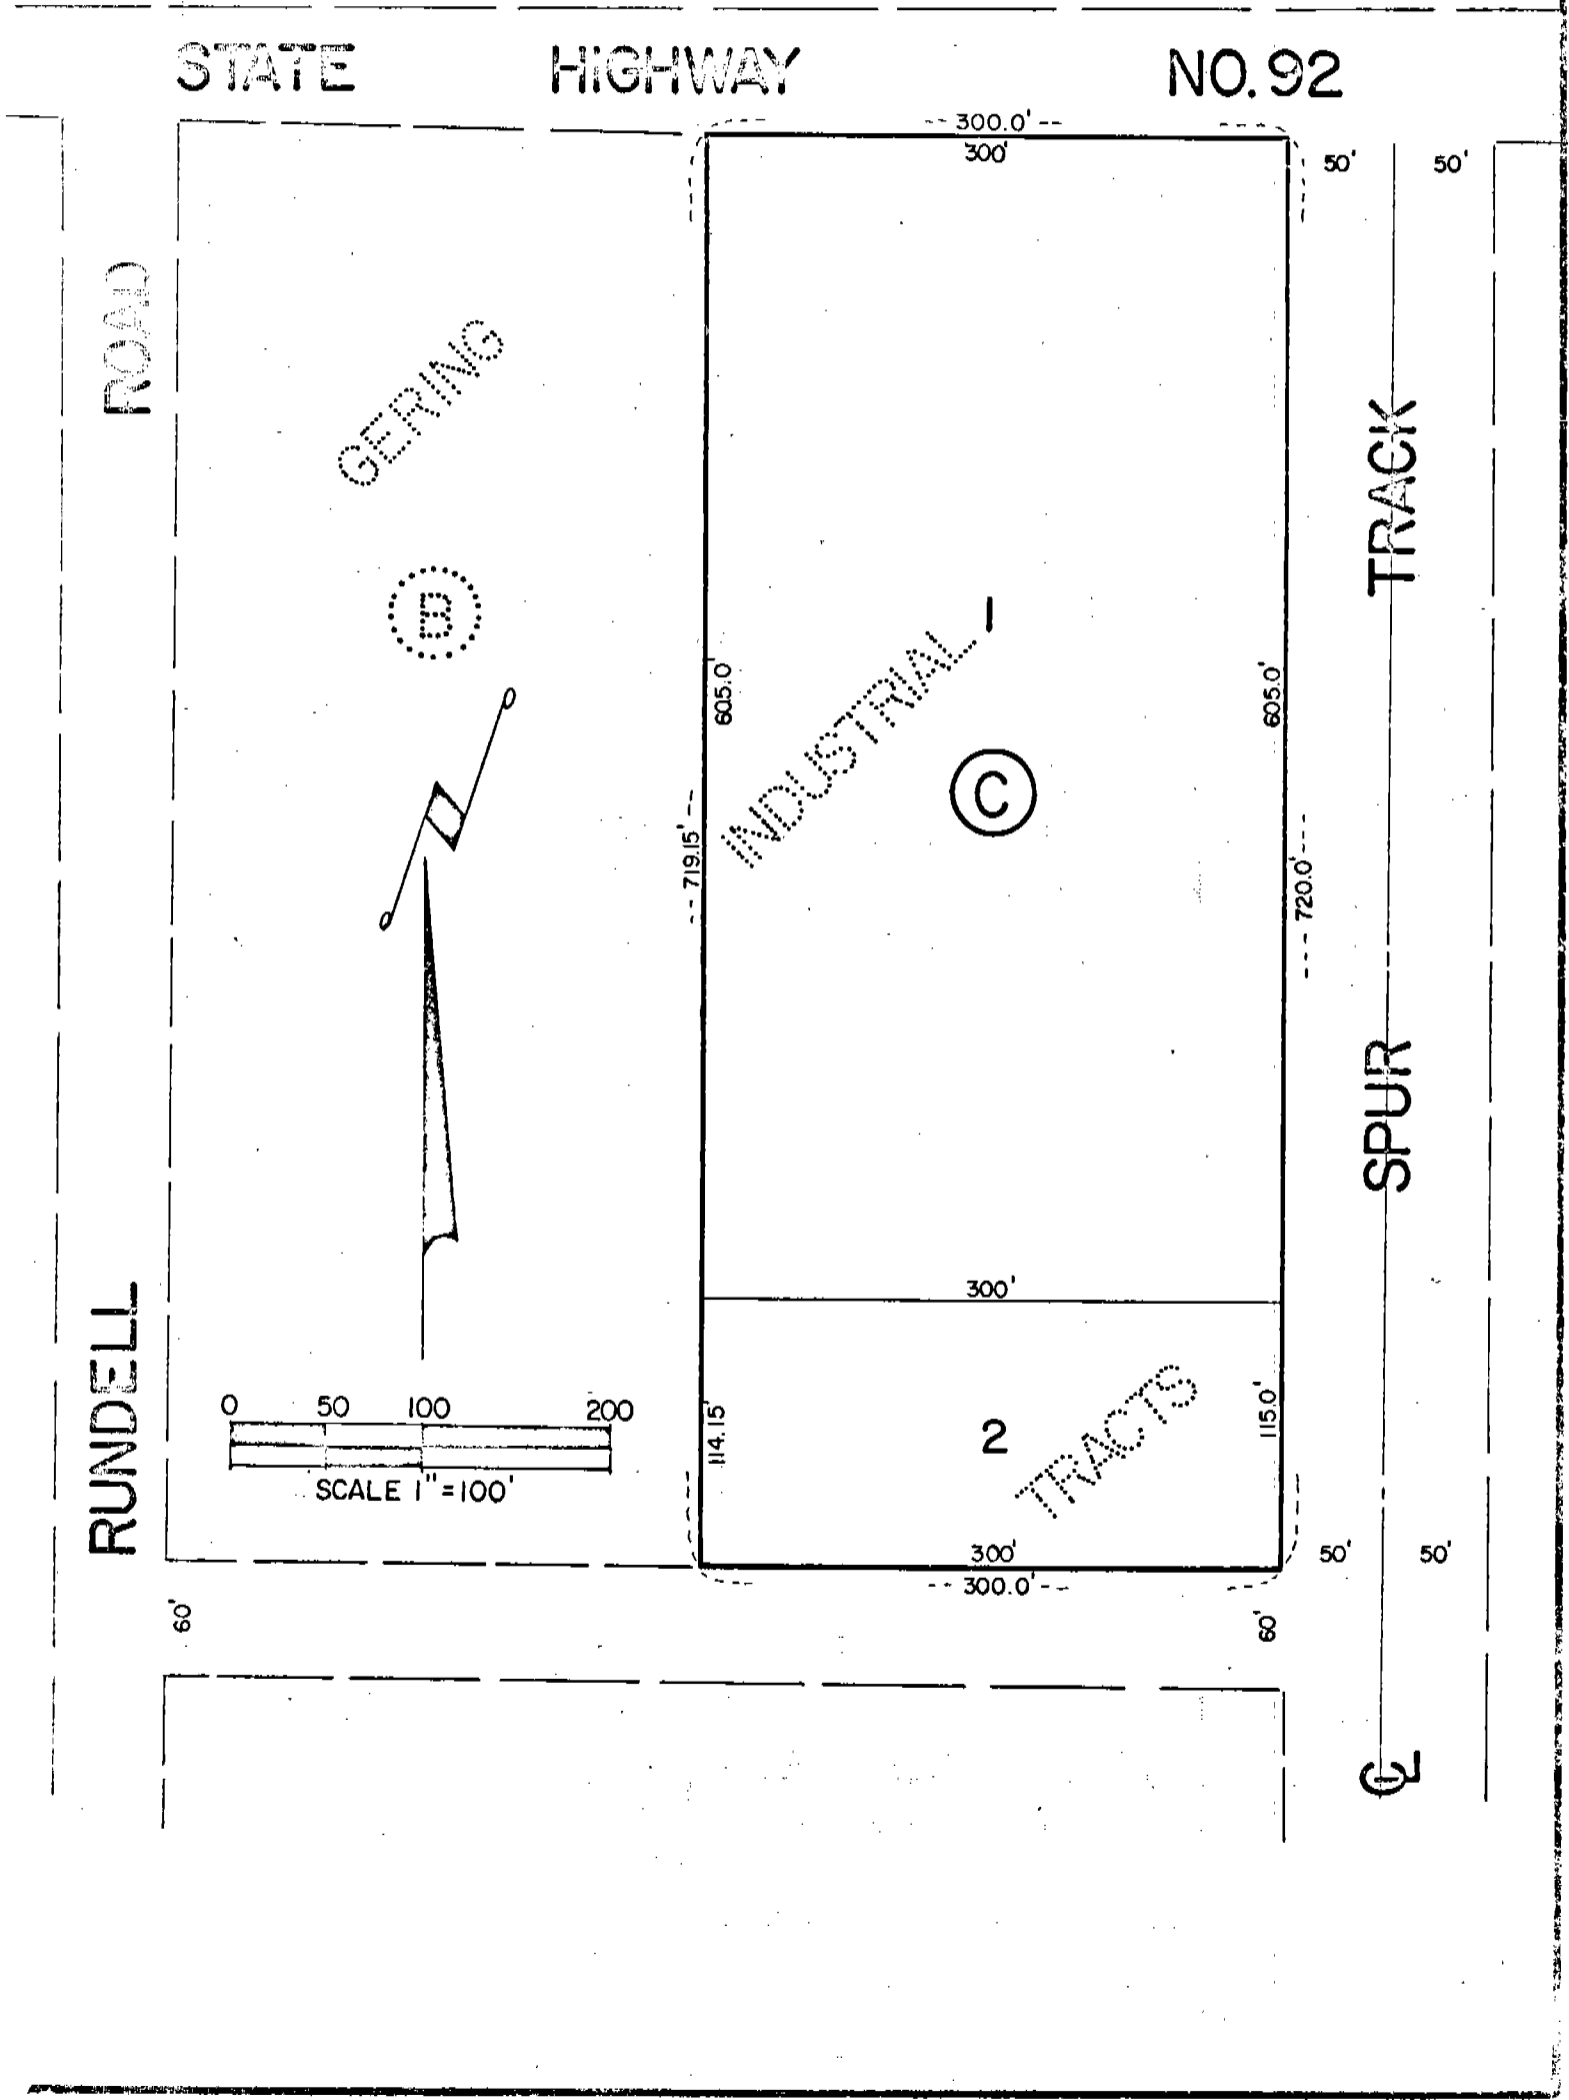 STATE HIGHWAY NO. 92
300.0'
300'
50' 50'
ROAD
GERING
TRACK
B
1
605.0'
605.0'
INDUSTRIAL
C
719.15'
720.0'
SPUR
300'
RUNDELL
0 50 100 200
SCALE 1"=100'
114.15'
2
TRACTS
115.0'
300'
300.0'
50' 50'
60'
60'
CL